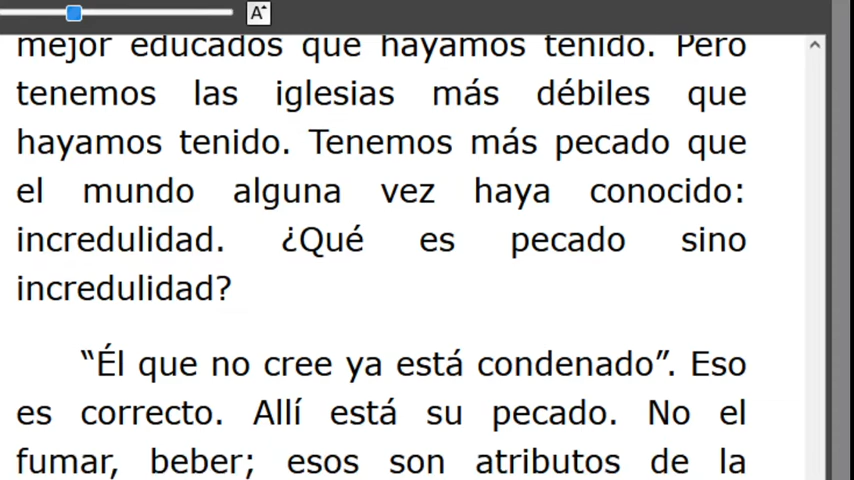 A
mejor educados que hayamos tenido. Pero
tenemos las iglesias más débiles que
hayamos tenido. Tenemos más pecado que
el mundo alguna vez haya conocido:
incredulidad. ¿Qué es pecado sino
incredulidad?
“Él que no cree ya está condenado”. Eso
es correcto. Allí está su pecado. No el
fumar, beber; esos son atributos de la